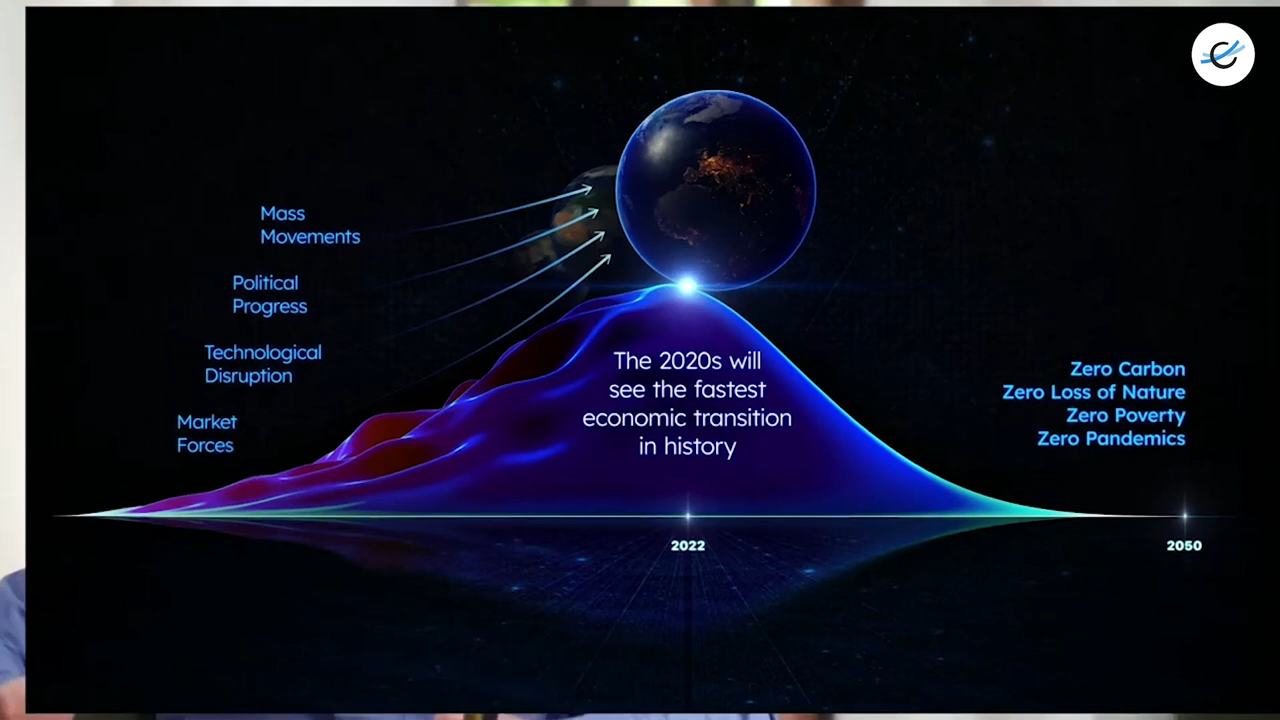 Mass
Movements
Political
Progress
Technological
Disruption
Market
Forces
The 2020s will
see the fastest
economic transition
in history
Zero Carbon
Zero Loss of Nature
Zero Poverty
Zero Pandemics
2022
2050